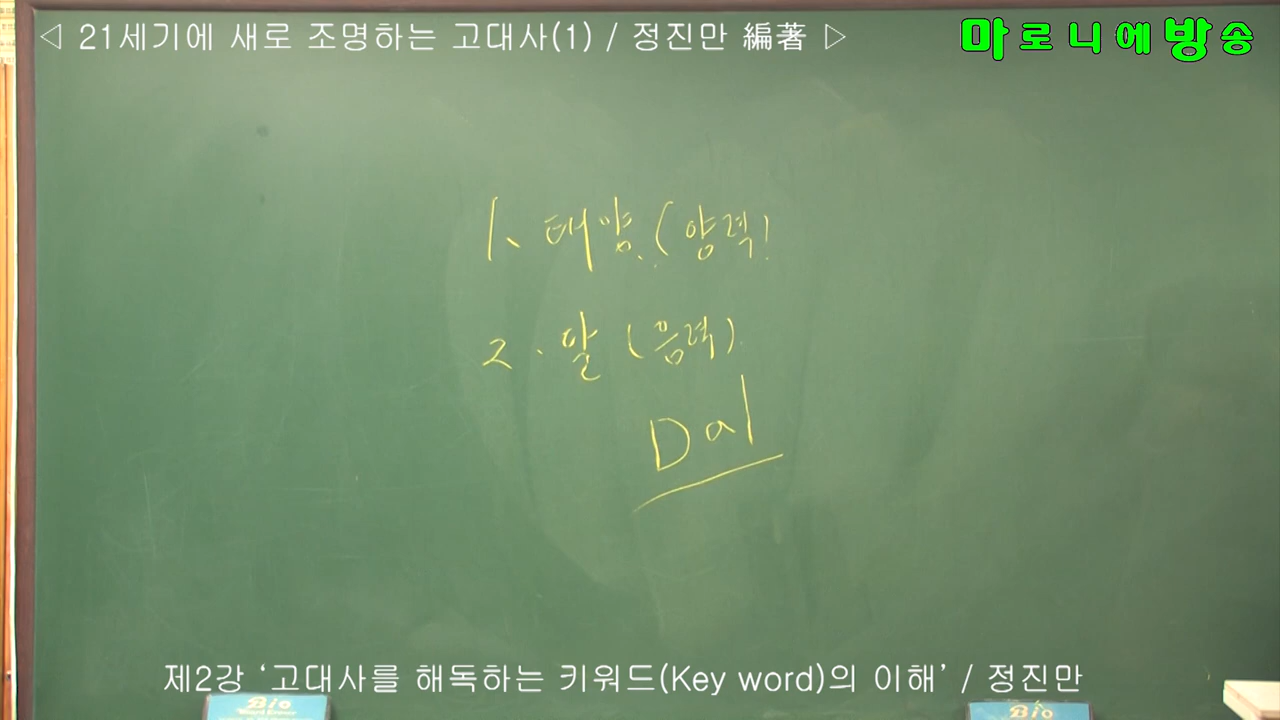 ◁ 21세기에 새로 조명하는 고대사(1) / 정진만 編著 ▷
마로니에방송
1. 태양 (양력)
2. 달 (음력)
Dal
제2강 ‘고대사를 해독하는 키워드(Key word)의 이해’ / 정진만
Bio
Bio